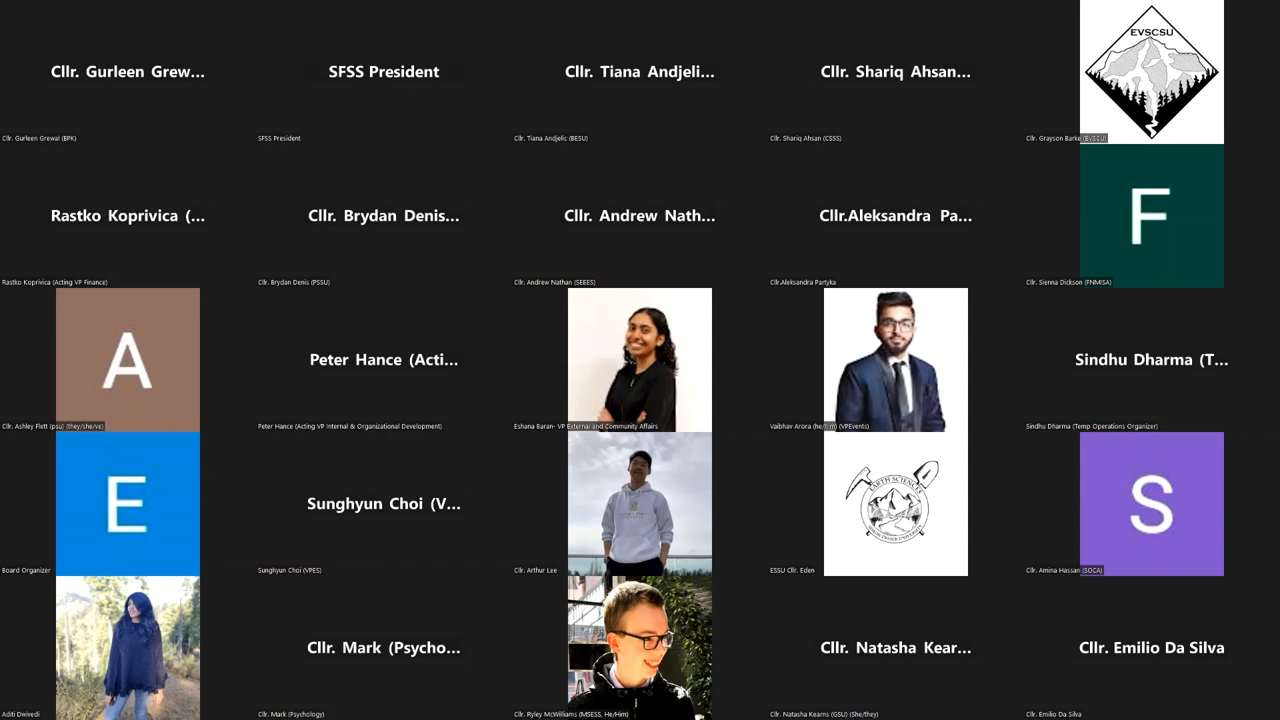 Cllr. Gurleen Grew...
SFSS President
Cllr. Tiana Andjeli...
Cllr. Shariq Ahsan...
EVSCSU
Cllr. Gurleen Grewal (BPK)
SFSS President
Cllr. Tiana Andjelic (BESU)
Cllr. Shariq Ahsan (CSSS)
Cllr. Grayson Barke (EVSCU)
Rastko Koprivica (...
Cllr. Brydan Denis...
Cllr. Andrew Nath...
Cllr.Aleksandra Pa...
F
Rastko Koprivica (Acting VP Finance)
Cllr. Brydan Denis (PSSU)
Cllr. Andrew Nathan (SEEES)
Cllr.Aleksandra Partyka
Cllr. Sienna Dickson (FNMISA)
A
Peter Hance (Acti...
Sindhu Dharma (T...
Cllr. Ashley Flett (psu) (they/she/ve)
Peter Hance (Acting VP Internal & Organizational Development)
Eshana Baran- VP External and Community Affairs
Vaibhav Arora (he/him) (VPEvents)
Sindhu Dharma (Temp Operations Organizer)
E
Sunghyun Choi (V...
EARTH SCIENCES
SIMON FRASER UNIVERSITY
S
Board Organizer
Sunghyun Choi (VPES)
Cllr. Arthur Lee
ESSU Cllr. Eden
Cllr. Amina Hassan (SOCA)
Cllr. Mark (Psycho...
Cllr. Natasha Kear...
Cllr. Emilio Da Silva
Aditi Dwivedi
Cllr. Mark (Psychology)
Cllr. Ryley McWilliams (MSESS, He/Him)
Cllr. Natasha Kearns (GSU) (She/they)
Cllr. Emilio Da Silva